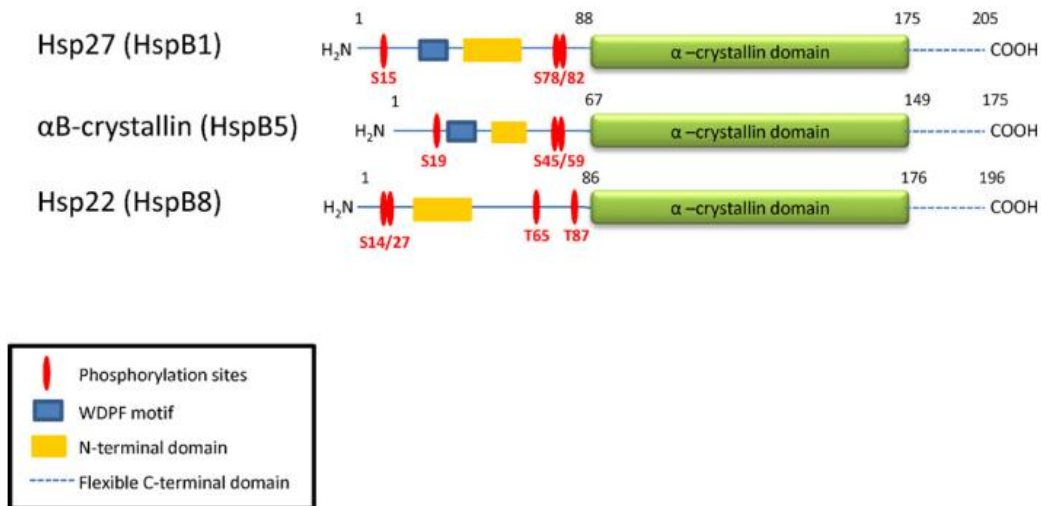 1 88 175 205
Hsp27 (HspB1) H₂N α –crystallin domain COOH
S15 S78/82
1 67 149 175
αB-crystallin (HspB5) H₂N α –crystallin domain COOH
S19 S45/59
1 86 176 196
Hsp22 (HspB8) H₂N α –crystallin domain COOH
S14/27 T65 T87
Phosphorylation sites
WDPF motif
N-terminal domain
Flexible C-terminal domain